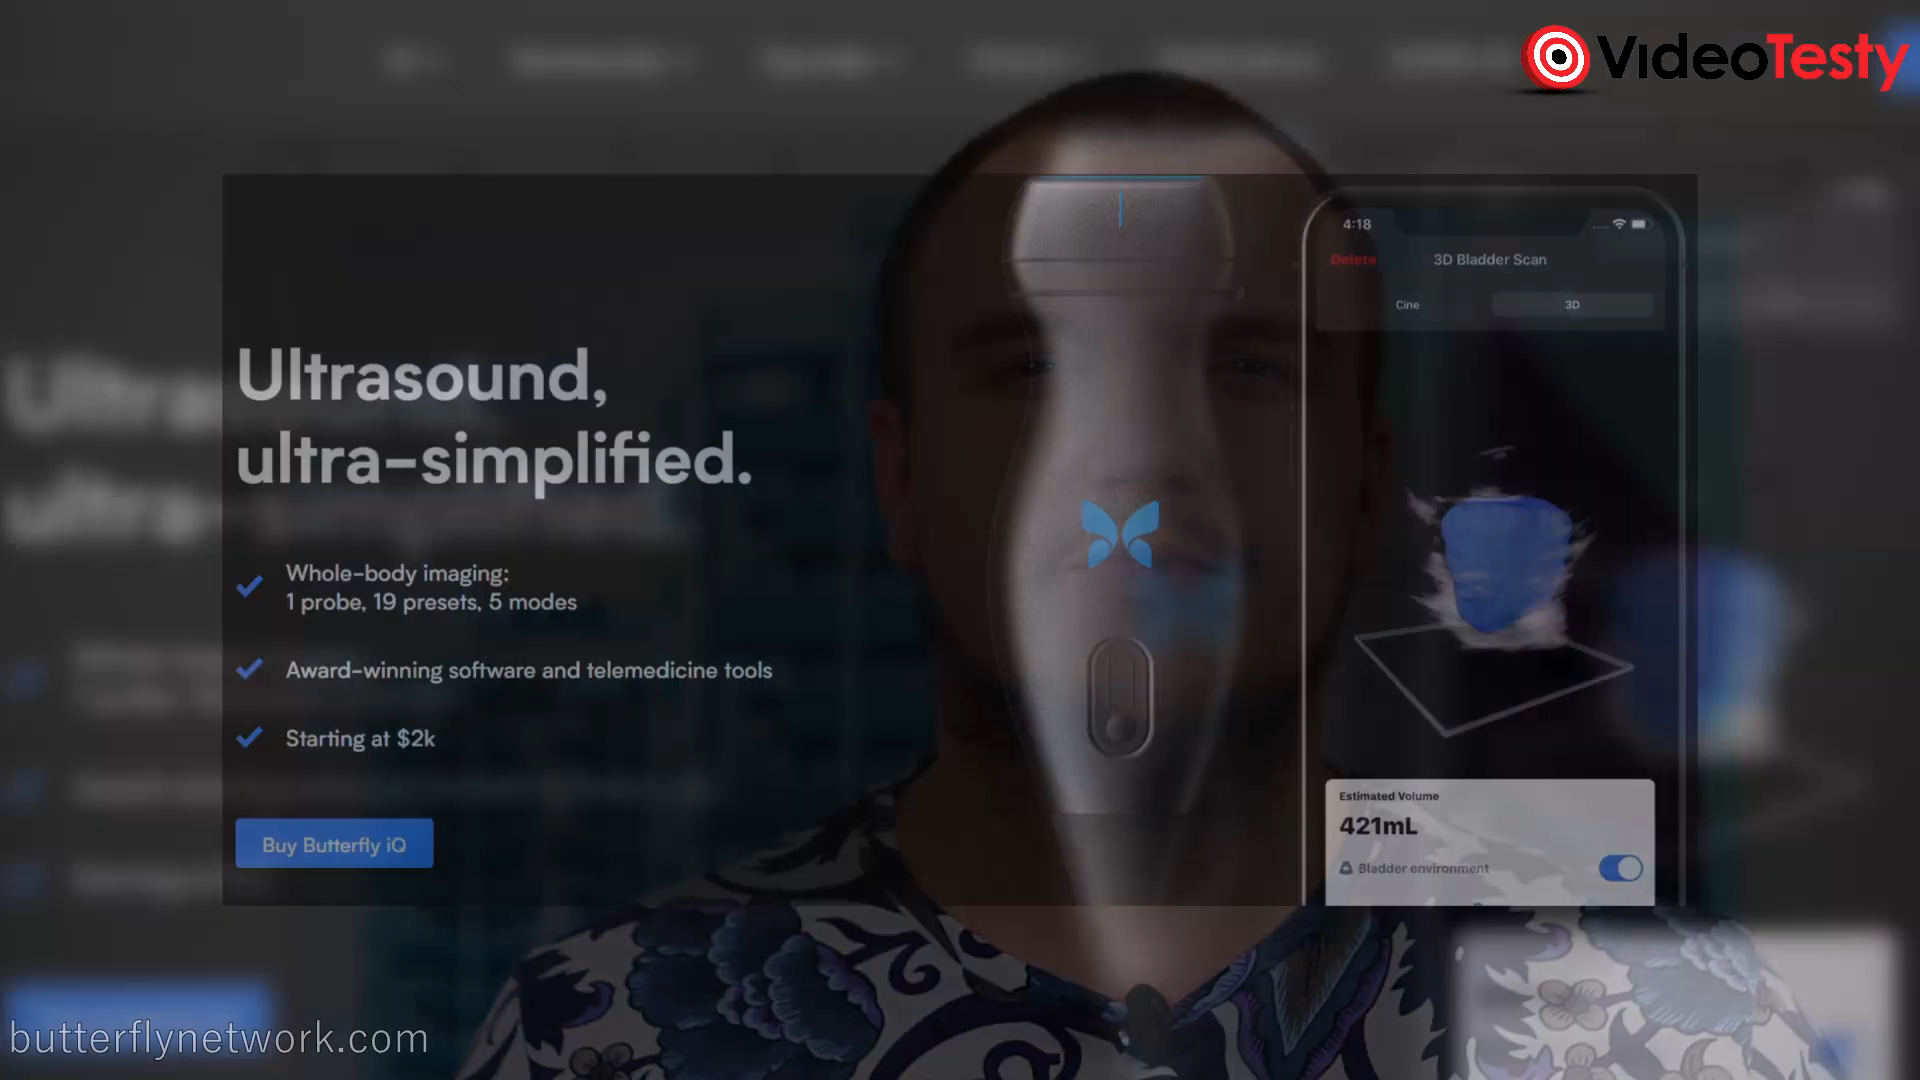 VideoTesty
4:18
Delete
3D Bladder Scan
Cine
3D
Ultrasound,
ultra-simplified.
Whole-body imaging:
1 probe, 19 presets, 5 modes
Award-winning software and telemedicine tools
Starting at $2k
Buy Butterfly iQ
Estimated Volume
421mL
Bladder environment
butterflynetwork.com